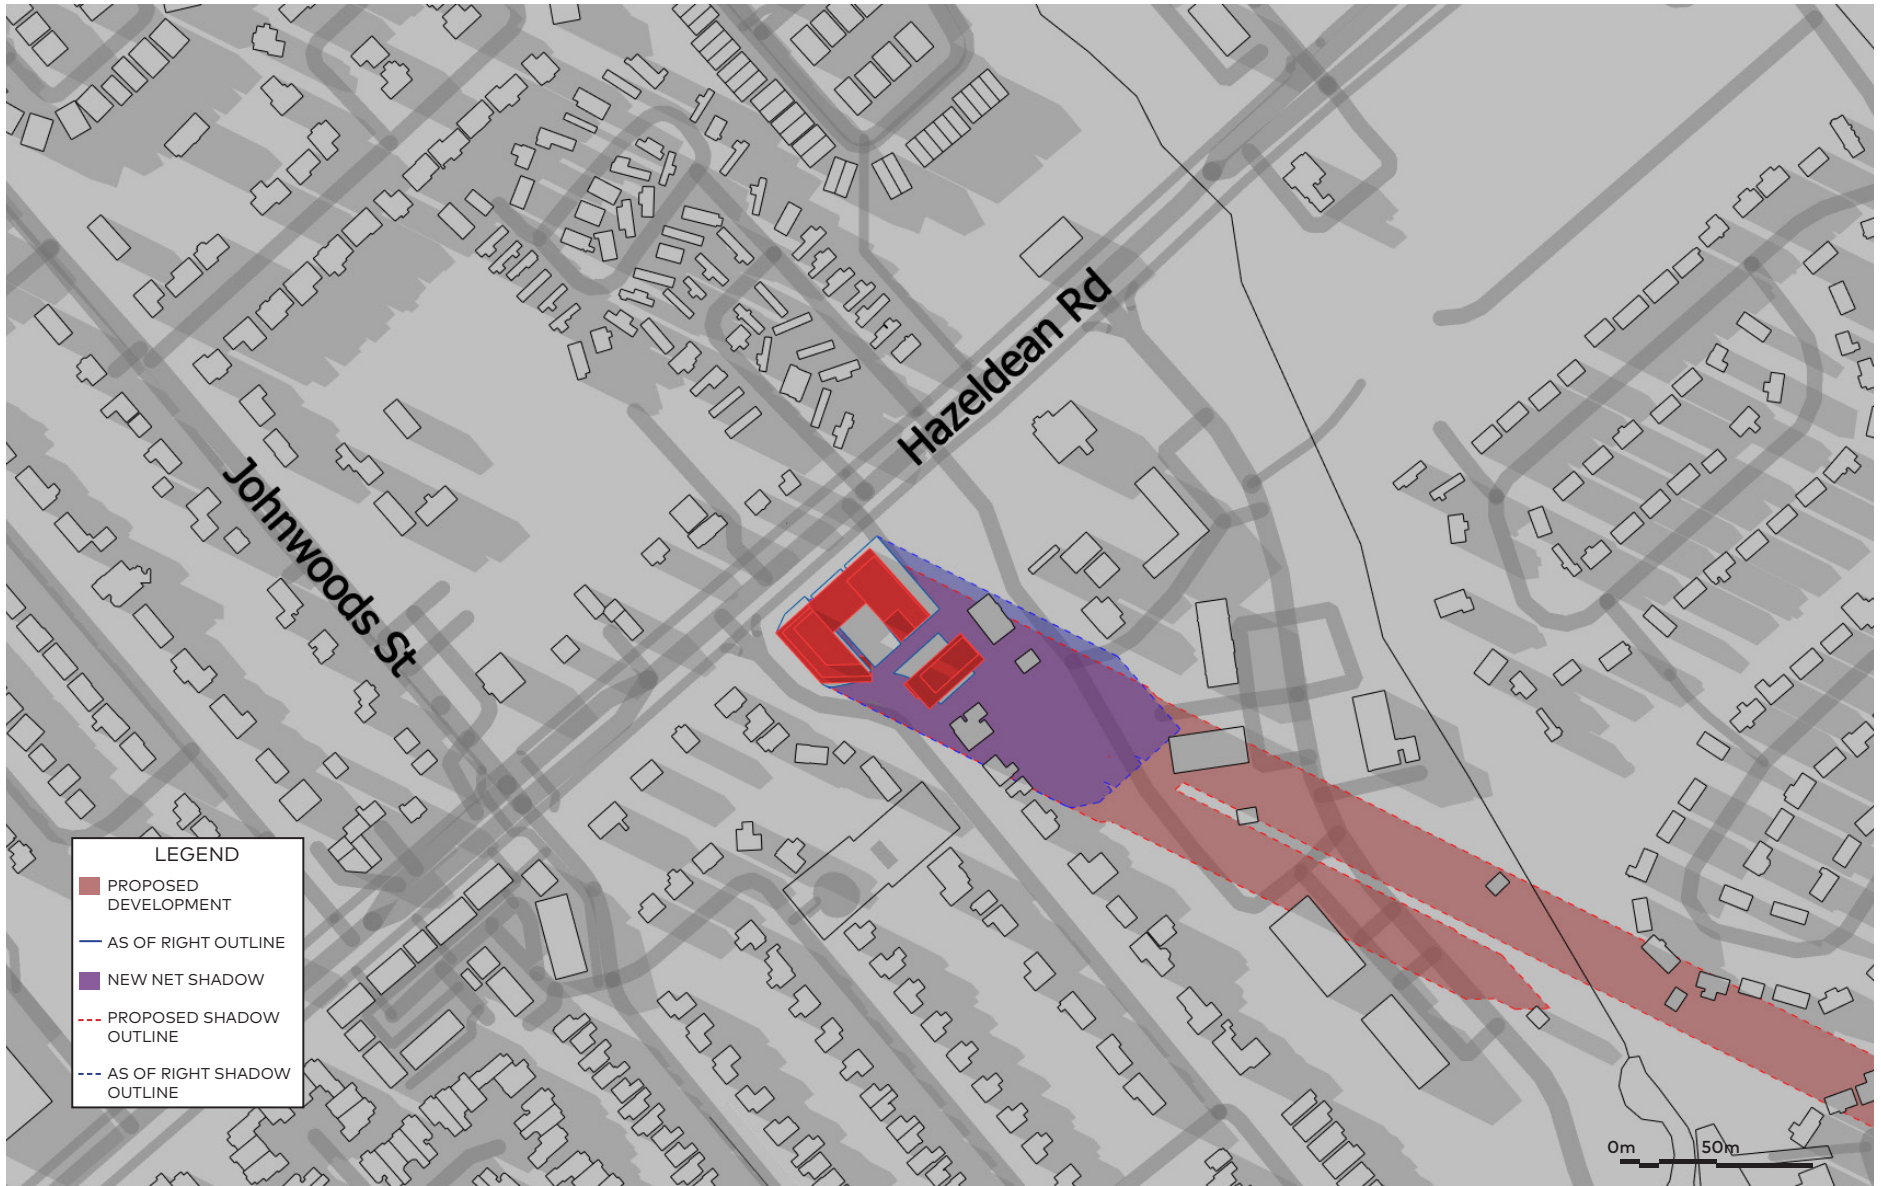 Hazeldean Rd
Johnwoods St
LEGEND
PROPOSED
DEVELOPMENT
AS OF RIGHT OUTLINE
NEW NET SHADOW
PROPOSED SHADOW
OUTLINE
AS OF RIGHT SHADOW
OUTLINE
0m 50m